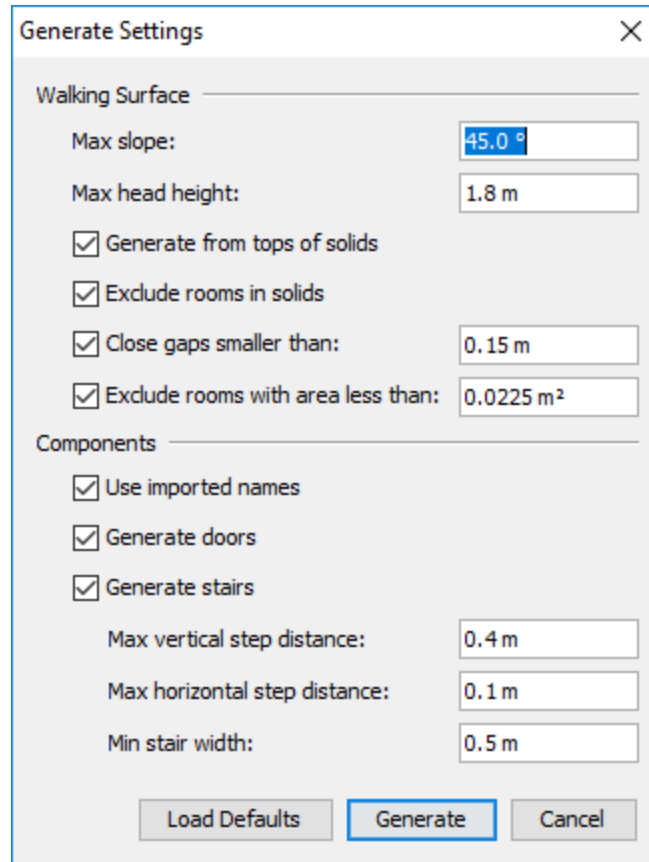 Generate Settings
Walking Surface
Max slope: 45.0 °
Max head height: 1.8 m
Generate from tops of solids
Exclude rooms in solids
Close gaps smaller than: 0.15 m
Exclude rooms with area less than: 0.0225 m²
Components
Use imported names
Generate doors
Generate stairs
Max vertical step distance: 0.4 m
Max horizontal step distance: 0.1 m
Min stair width: 0.5 m
Load Defaults Generate Cancel